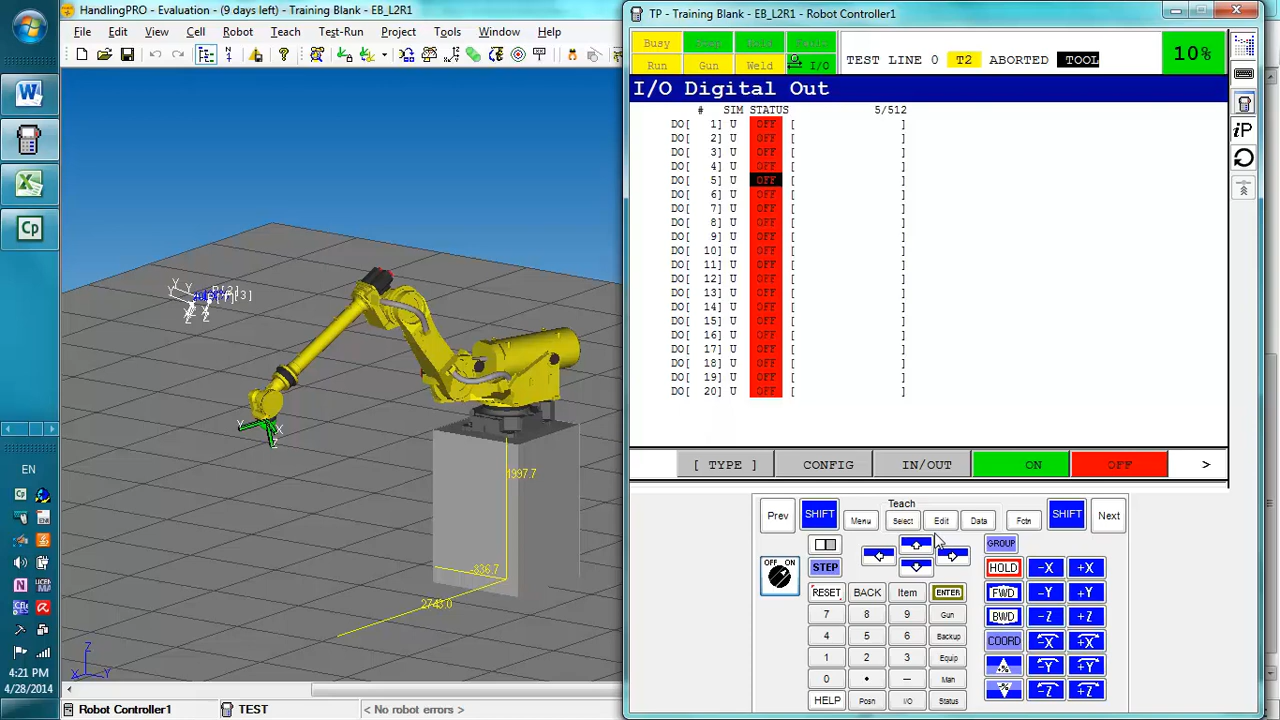 HandlingPRO - Evaluation - (9 days left) - Training Blank - EB_L2R1
File Edit View Cell Robot Teach Test-Run Project Tools Window Help
TP - Training Blank - EB_L2R1 - Robot Controller1
Busy
Run Gun Weld I/O
TEST LINE 0 T2 ABORTED TOOL
10%
I/O Digital Out
# SIM STATUS 5/512
DO[ 1] U OFF [ ]
DO[ 2] U OFF [ ]
DO[ 3] U OFF [ ]
DO[ 4] U OFF [ ]
DO[ 5] U OFF [ ]
DO[ 6] U OFF [ ]
DO[ 7] U OFF [ ]
DO[ 8] U OFF [ ]
DO[ 9] U OFF [ ]
DO[ 10] U OFF [ ]
DO[ 11] U OFF [ ]
DO[ 12] U OFF [ ]
DO[ 13] U OFF [ ]
DO[ 14] U OFF [ ]
DO[ 15] U OFF [ ]
DO[ 16] U OFF [ ]
DO[ 17] U OFF [ ]
DO[ 18] U OFF [ ]
DO[ 19] U OFF [ ]
DO[ 20] U OFF [ ]
[ TYPE ] CONFIG IN/OUT ON OFF >
Teach
Prev SHIFT Menu Select Edit Data Fctn SHIFT Next
GROUP
STEP HOLD -X +X
RESET BACK Item ENTER FWD -Y +Y
7 8 9 Gun BWD -Z +Z
4 5 6 Backup COORD -X +X
1 2 3 Equip +% -Y +Y
0 • — Man -% -Z +Z
HELP Posn I/O Status
OFF ON
iP
X Y
Z Z
Y X
Z
1997.7
-836.7
2743.0
Z
X Y
EN
4:21 PM
4/28/2014
Robot Controller1 TEST < No robot errors >